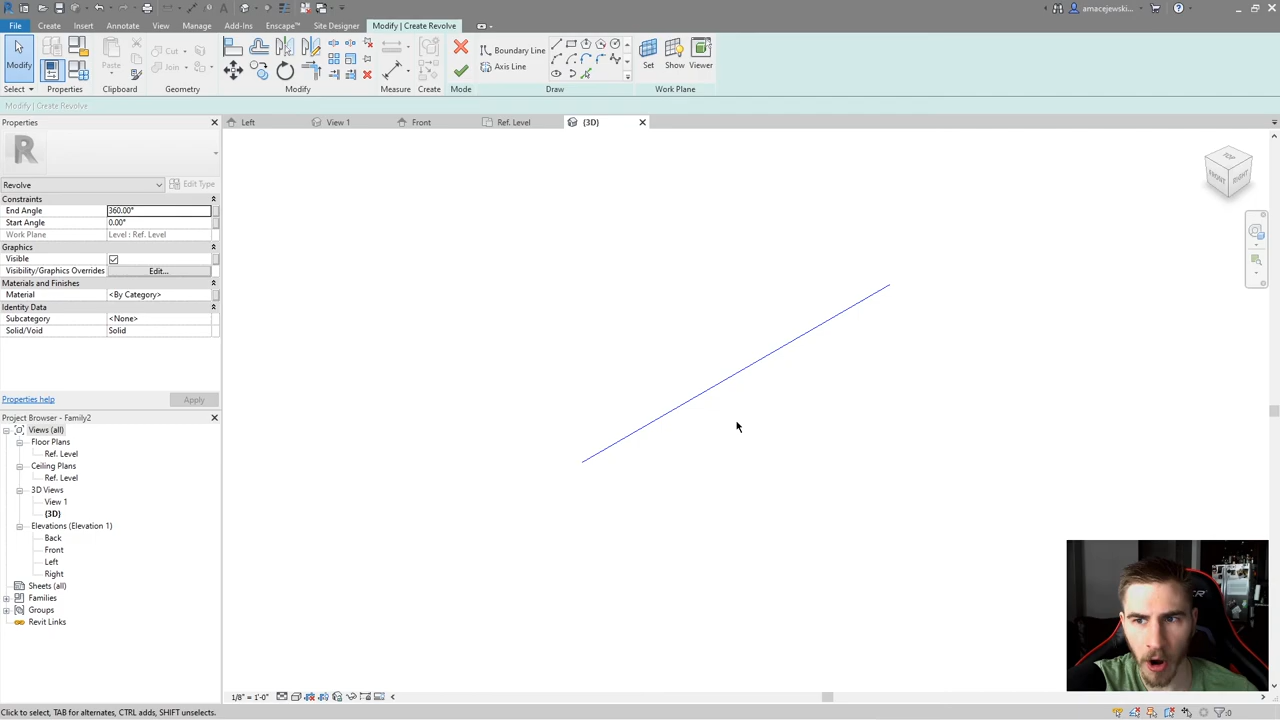 amacejewski...
File
Create
Insert
Annotate
View
Manage
Add-Ins
Enscape™
Site Designer
Modify | Create Revolve
Modify
Paste
Cut
Join
Boundary Line
Axis Line
Set
Show
Viewer
Select
Properties
Clipboard
Geometry
Modify
Measure
Create
Mode
Draw
Work Plane
Modify | Create Revolve
Properties
Left
View 1
Front
Ref. Level
(3D)
TOP
FRONT
RIGHT
Revolve
Edit Type
Constraints
End Angle 360.00°
Start Angle 0.00°
Work Plane Level : Ref. Level
Graphics
Visible
Visibility/Graphics Overrides Edit...
Materials and Finishes
Material <By Category>
Identity Data
Subcategory <None>
Solid/Void Solid
Properties help
Apply
Project Browser - Family2
Views (all)
Floor Plans
Ref. Level
Ceiling Plans
Ref. Level
3D Views
View 1
(3D)
Elevations (Elevation 1)
Back
Front
Left
Right
Sheets (all)
Families
Groups
Revit Links
1/8" = 1'-0"
Click to select, TAB for alternates, CTRL adds, SHIFT unselects.
:0